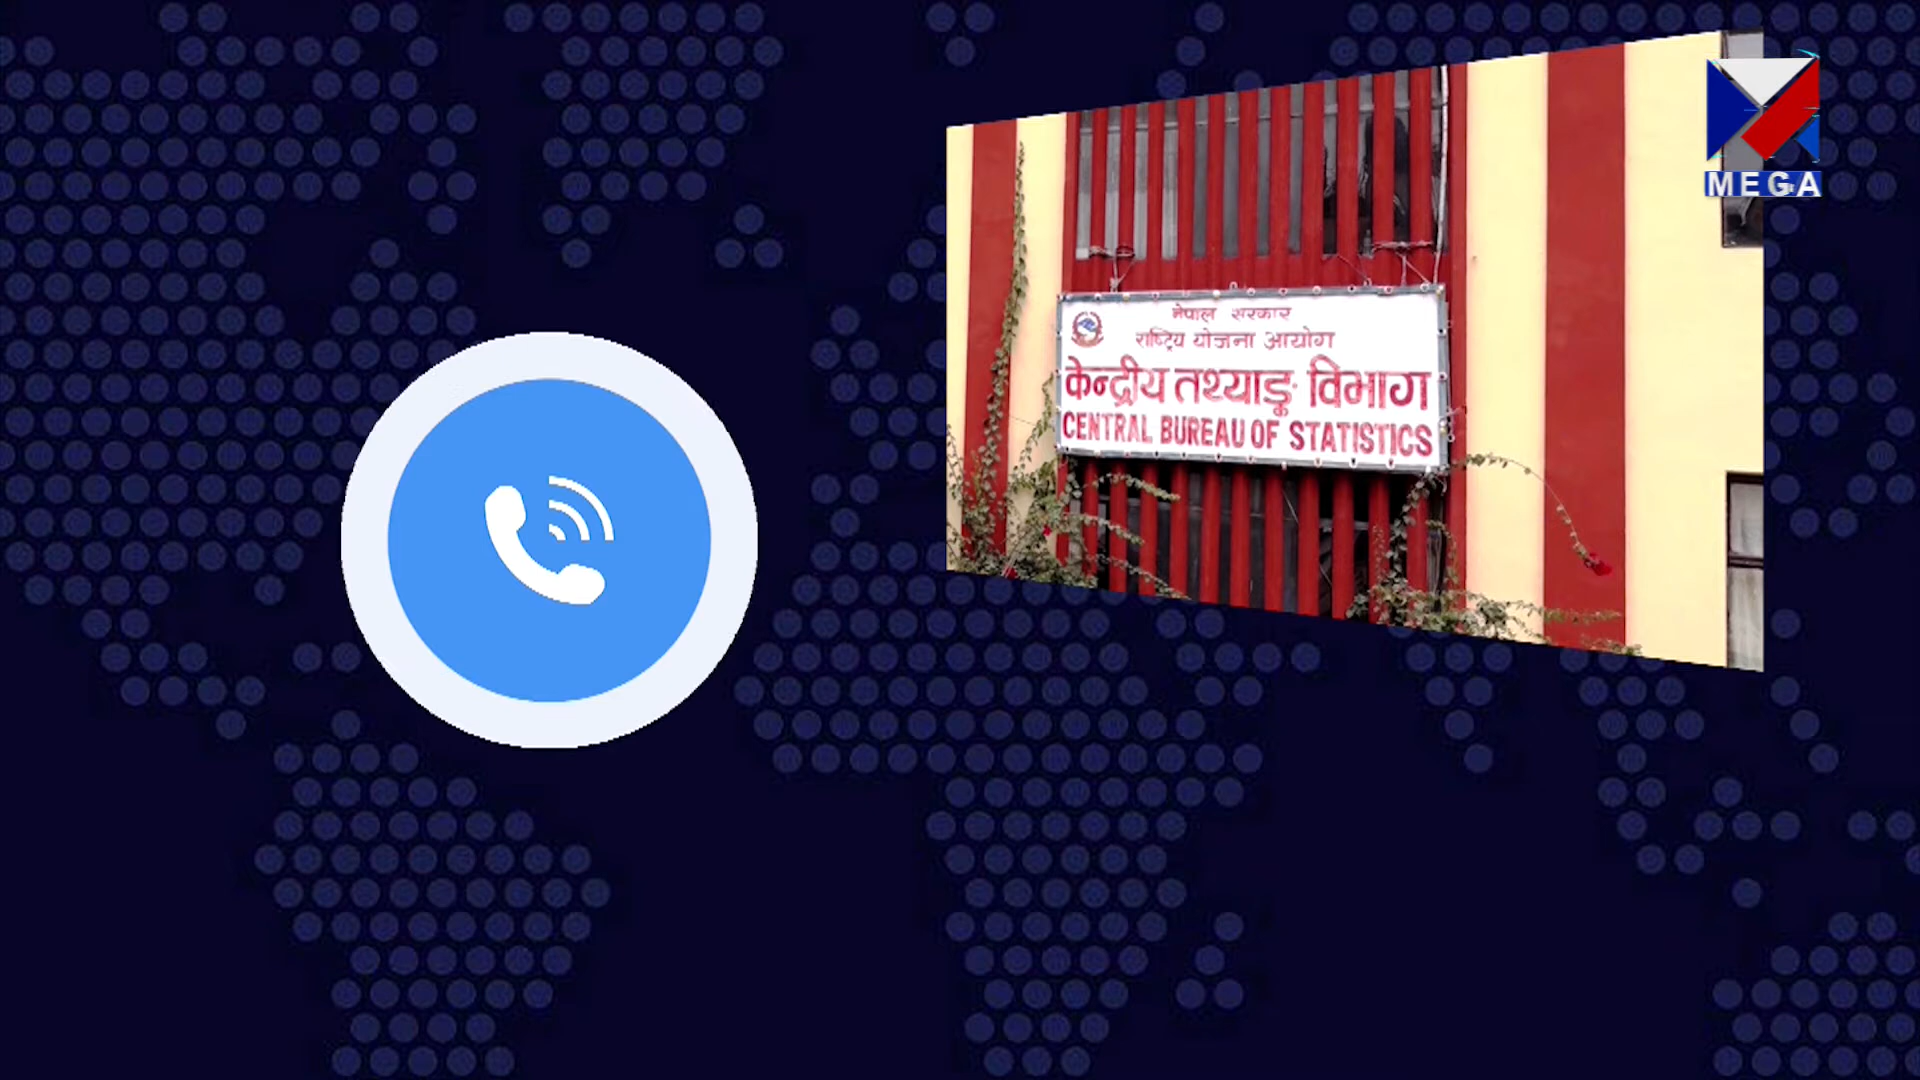 नेपाल सरकार
राष्ट्रिय योजना आयोग
केन्द्रीय तथ्याङ्क विभाग
CENTRAL BUREAU OF STATISTICS
MEGA